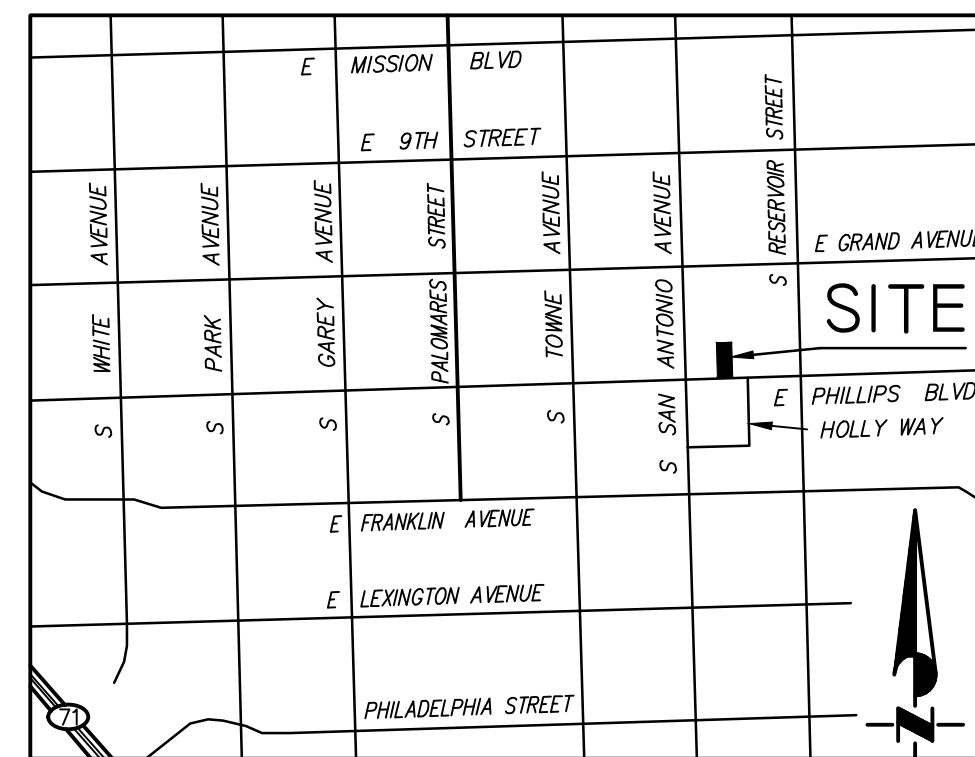 E MISSION BLVD
E 9TH STREET
S WHITE AVENUE
S PARK AVENUE
S GAREY AVENUE
S PALOMARES STREET
S TOWNE AVENUE
S SAN ANTONIO AVENUE
S RESERVOIR STREET
E GRAND AVENUE
SITE
E PHILLIPS BLVD
HOLLY WAY
E FRANKLIN AVENUE
E LEXINGTON AVENUE
PHILADELPHIA STREET
71
N